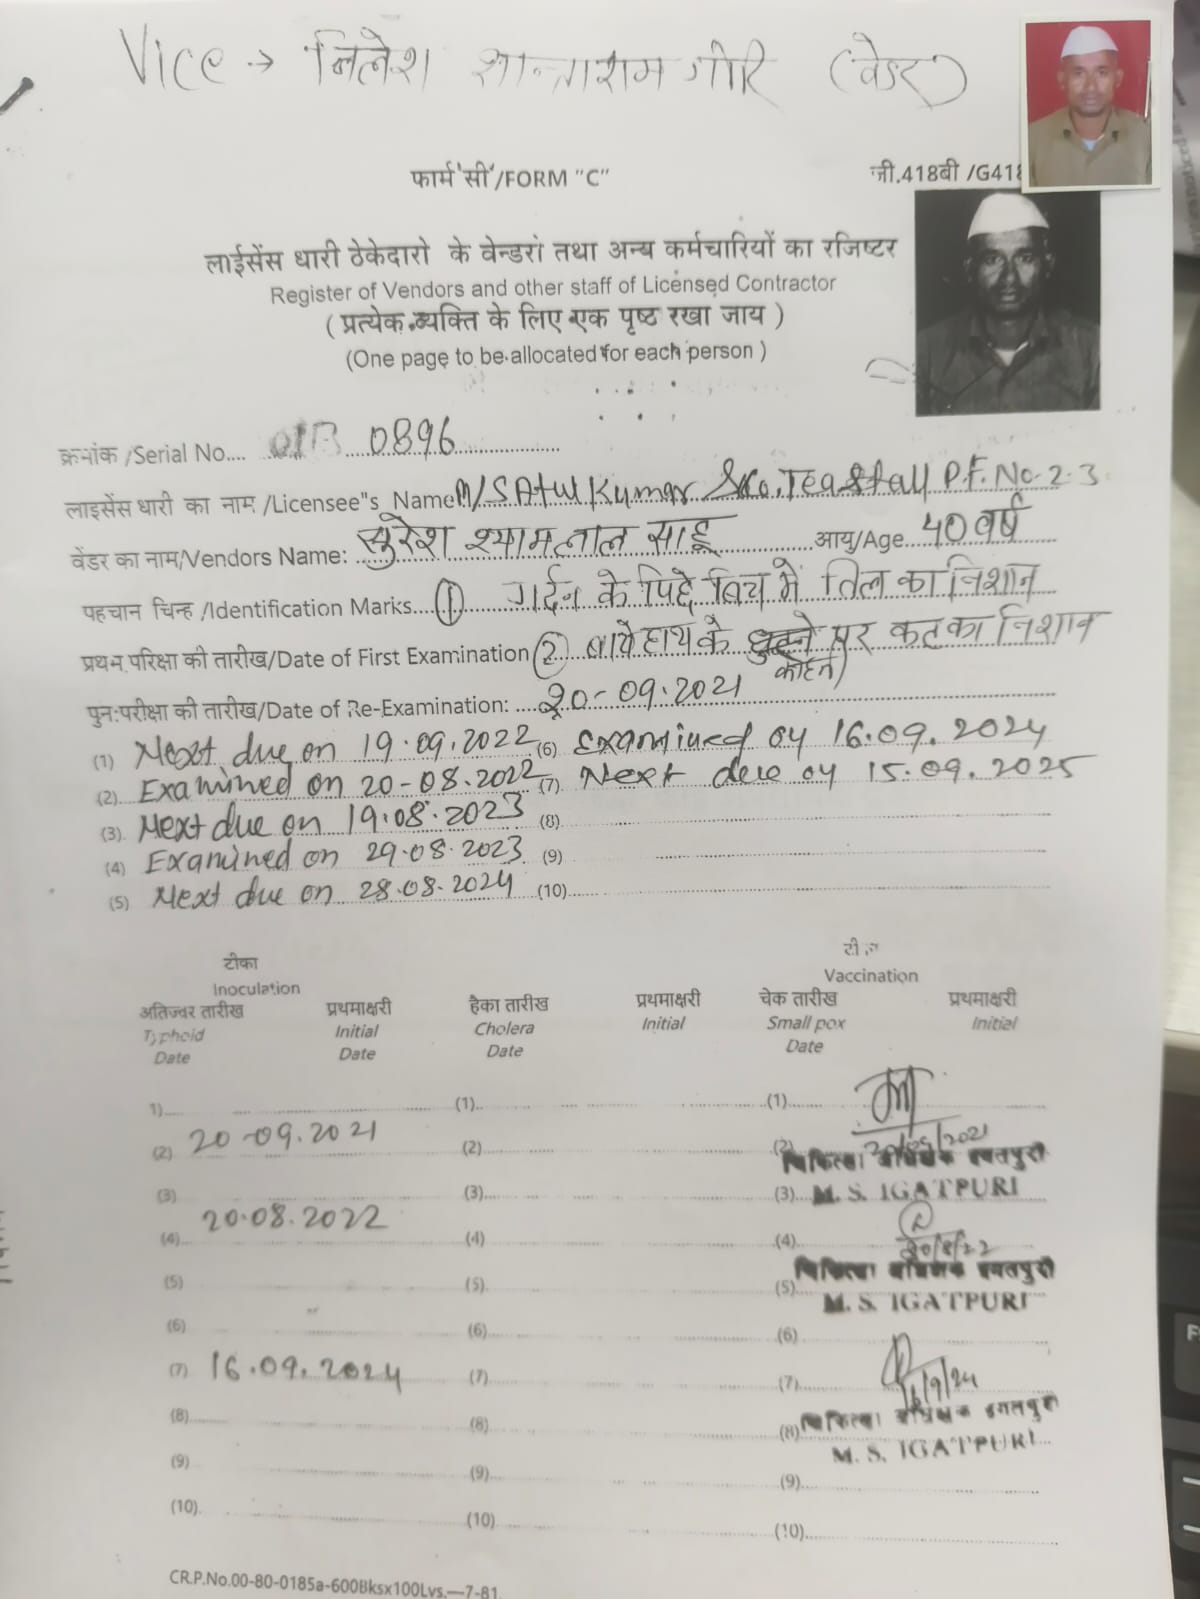 Vice → निलेश शान्ताराम गीरि (वेंडर)
फार्म 'सी'/FORM "C"
जी.418बी /G418
लाईसेंस धारी ठेकेदारो के वेन्डरों तथा अन्य कर्मचारियों का रजिष्टर
Register of Vendors and other staff of Licensed Contractor
( प्रत्येक व्यक्ति के लिए एक पृष्ठ रखा जाय )
(One page to be allocated for each person )
क्रमांक /Serial No.... 0896
लाइसेंस धारी का नाम /Licensee"s Name M/S Atul Kumar & Co. Tea Stall P.F. No. 2.3
वेंडर का नाम/Vendors Name: सुरेश श्यामलाल साहू आयु/Age 40 वर्ष
पहचान चिन्ह /Identification Marks... (1) गर्दन के पिछे बिच में तिल का निशान
प्रथम परिक्षा की तारीख/Date of First Examination (2) बाये हाथ के पर कट का निशान
पुनःपरीक्षा की तारीख/Date of Re-Examination: ....20-09.2021
(1) Next due on 19.09.2022 (6) Examined on 16.09.2024
(2) Examined on 20-08.2022 (7) Next due on 15.09.2025
(3) Next due on 19.08.2023 (8)
(4) Examined on 29.08.2023 (9)
(5) Next due on 28.08.2024 (10)
टीका
Inoculation
Vaccination
अतिज्वर तारीख प्रथमाक्षरी हैका तारीख प्रथमाक्षरी चेक तारीख प्रथमाक्षरी
Typhoid Initial Cholera Initial Small pox Initial
Date Date Date Date
1) (1) (1)
(2) 20-09.2021 (2) (2) 20/09/2021
चिकित्सा अधिक्षक इगतपुरी
(3) (3) (3) M. S. IGATPURI
(4) 20.08.2022 (4) (4) 20/8/22
चिकित्सा अधिक्षक इगतपुरी
(5) (5) (5) M. S. IGATPURI
(6) (6) (6)
(7) 16.09.2024 (7) (7) 16/9/24
(8) (8) (8) चिकित्सा अधिक्षक इगतपुरी
M. S. IGATPURI
(9) (9) (9)
(10) (10) (10)
CR.P.No.00-80-0185a-600Bksx100Lvs.—7-81